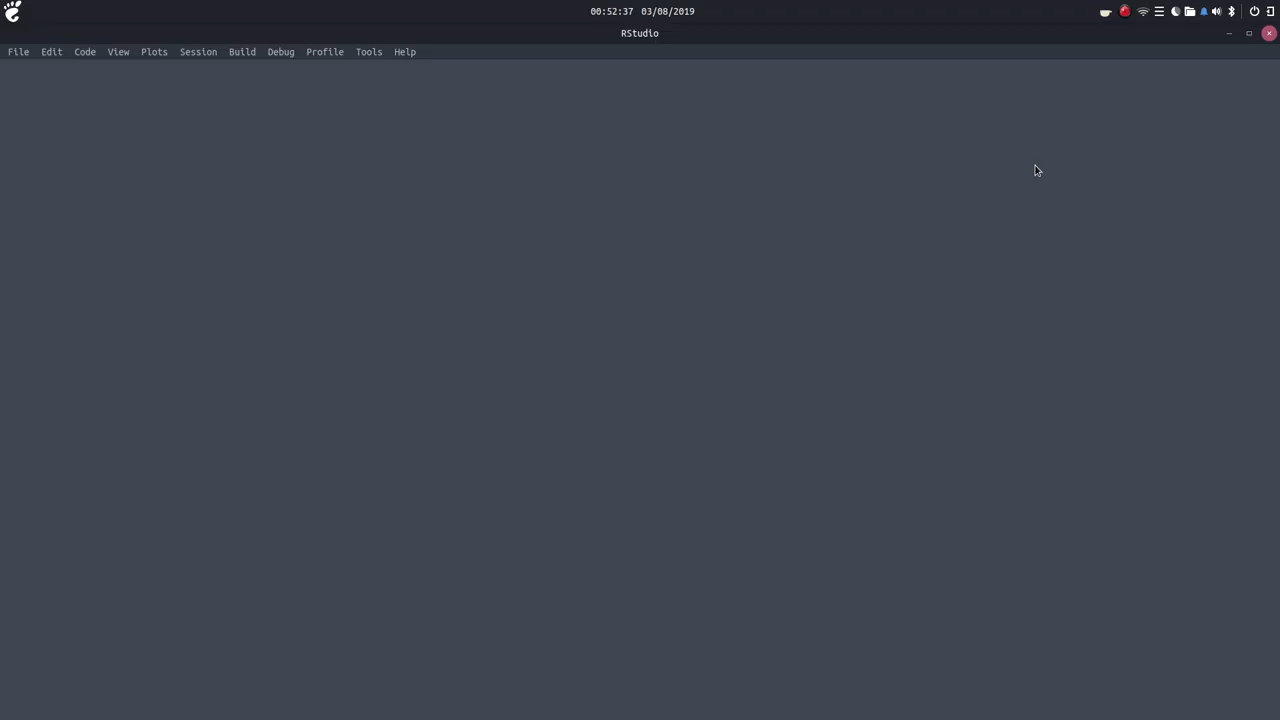 00:52:37 03/08/2019
RStudio
File Edit Code View Plots Session Build Debug Profile Tools Help